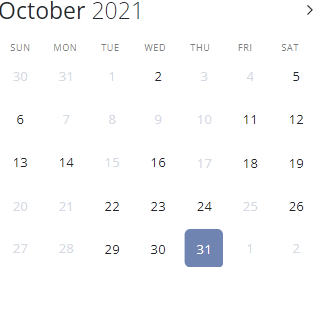 October 2021
SUN MON TUE WED THU FRI SAT
30 31 1 2 3 4 5
6 7 8 9 10 11 12
13 14 15 16 17 18 19
20 21 22 23 24 25 26
27 28 29 30 31 1 2